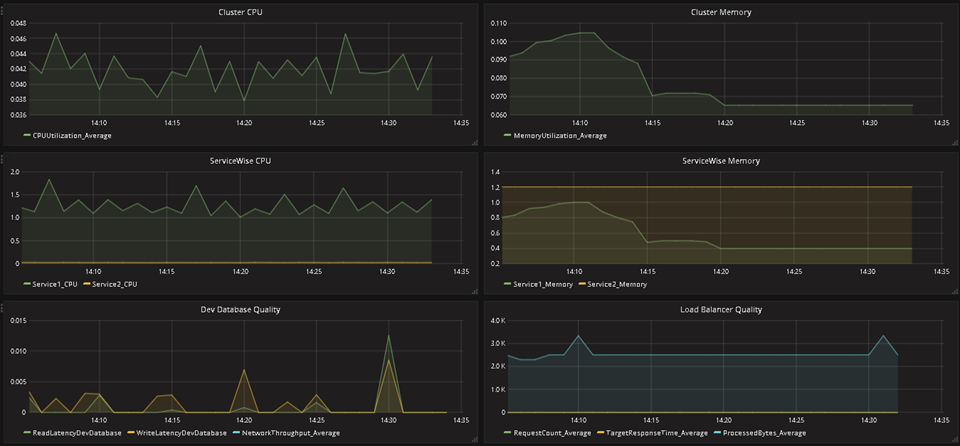 Cluster CPU
0.048
0.046
0.044
0.042
0.040
0.038
0.036
14:10 14:15 14:20 14:25 14:30 14:35
CPUUtilization_Average
Cluster Memory
0.110
0.100
0.090
0.080
0.070
0.060
14:10 14:15 14:20 14:25 14:30 14:35
MemoryUtilization_Average
ServiceWise CPU
2.0
1.5
1.0
0.5
0
14:10 14:15 14:20 14:25 14:30 14:35
Service1_CPU Service2_CPU
ServiceWise Memory
1.4
1.2
1.0
0.8
0.6
0.4
0.2
14:10 14:15 14:20 14:25 14:30 14:35
Service1_Memory Service2_Memory
Dev Database Quality
0.015
0.010
0.005
0
14:10 14:15 14:20 14:25 14:30 14:35
ReadLatencyDevDatabase WriteLatencyDevDatabase NetworkThroughput_Average
Load Balancer Quality
4.0 K
3.0 K
2.0 K
1.0 K
0
14:10 14:15 14:20 14:25 14:30 14:35
RequestCount_Average TargetResponseTime_Average ProcessedBytes_Average